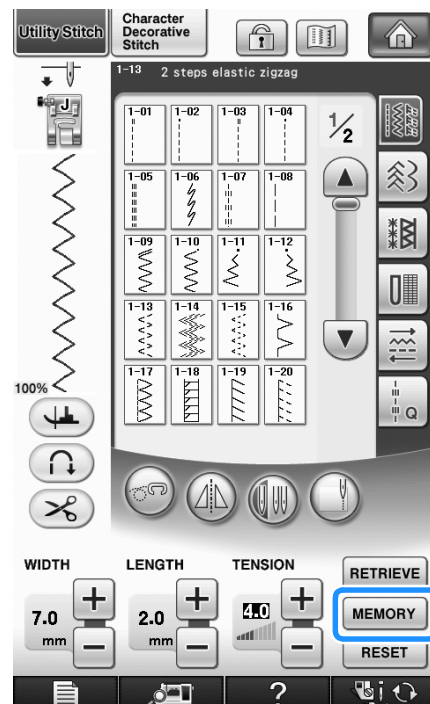 Utility Stitch
Character
Decorative
Stitch
1-13 2 steps elastic zigzag
J
1-01 1-02 1-03 1-04
1/2
1-05 1-06 1-07 1-08
1-09 1-10 1-11 1-12
1-13 1-14 1-15 1-16
1-17 1-18 1-19 1-20
100%
Q
WIDTH LENGTH TENSION
RETRIEVE
7.0 + 2.0 + 4.0 +
MEMORY
mm − mm − −
RESET
?
i